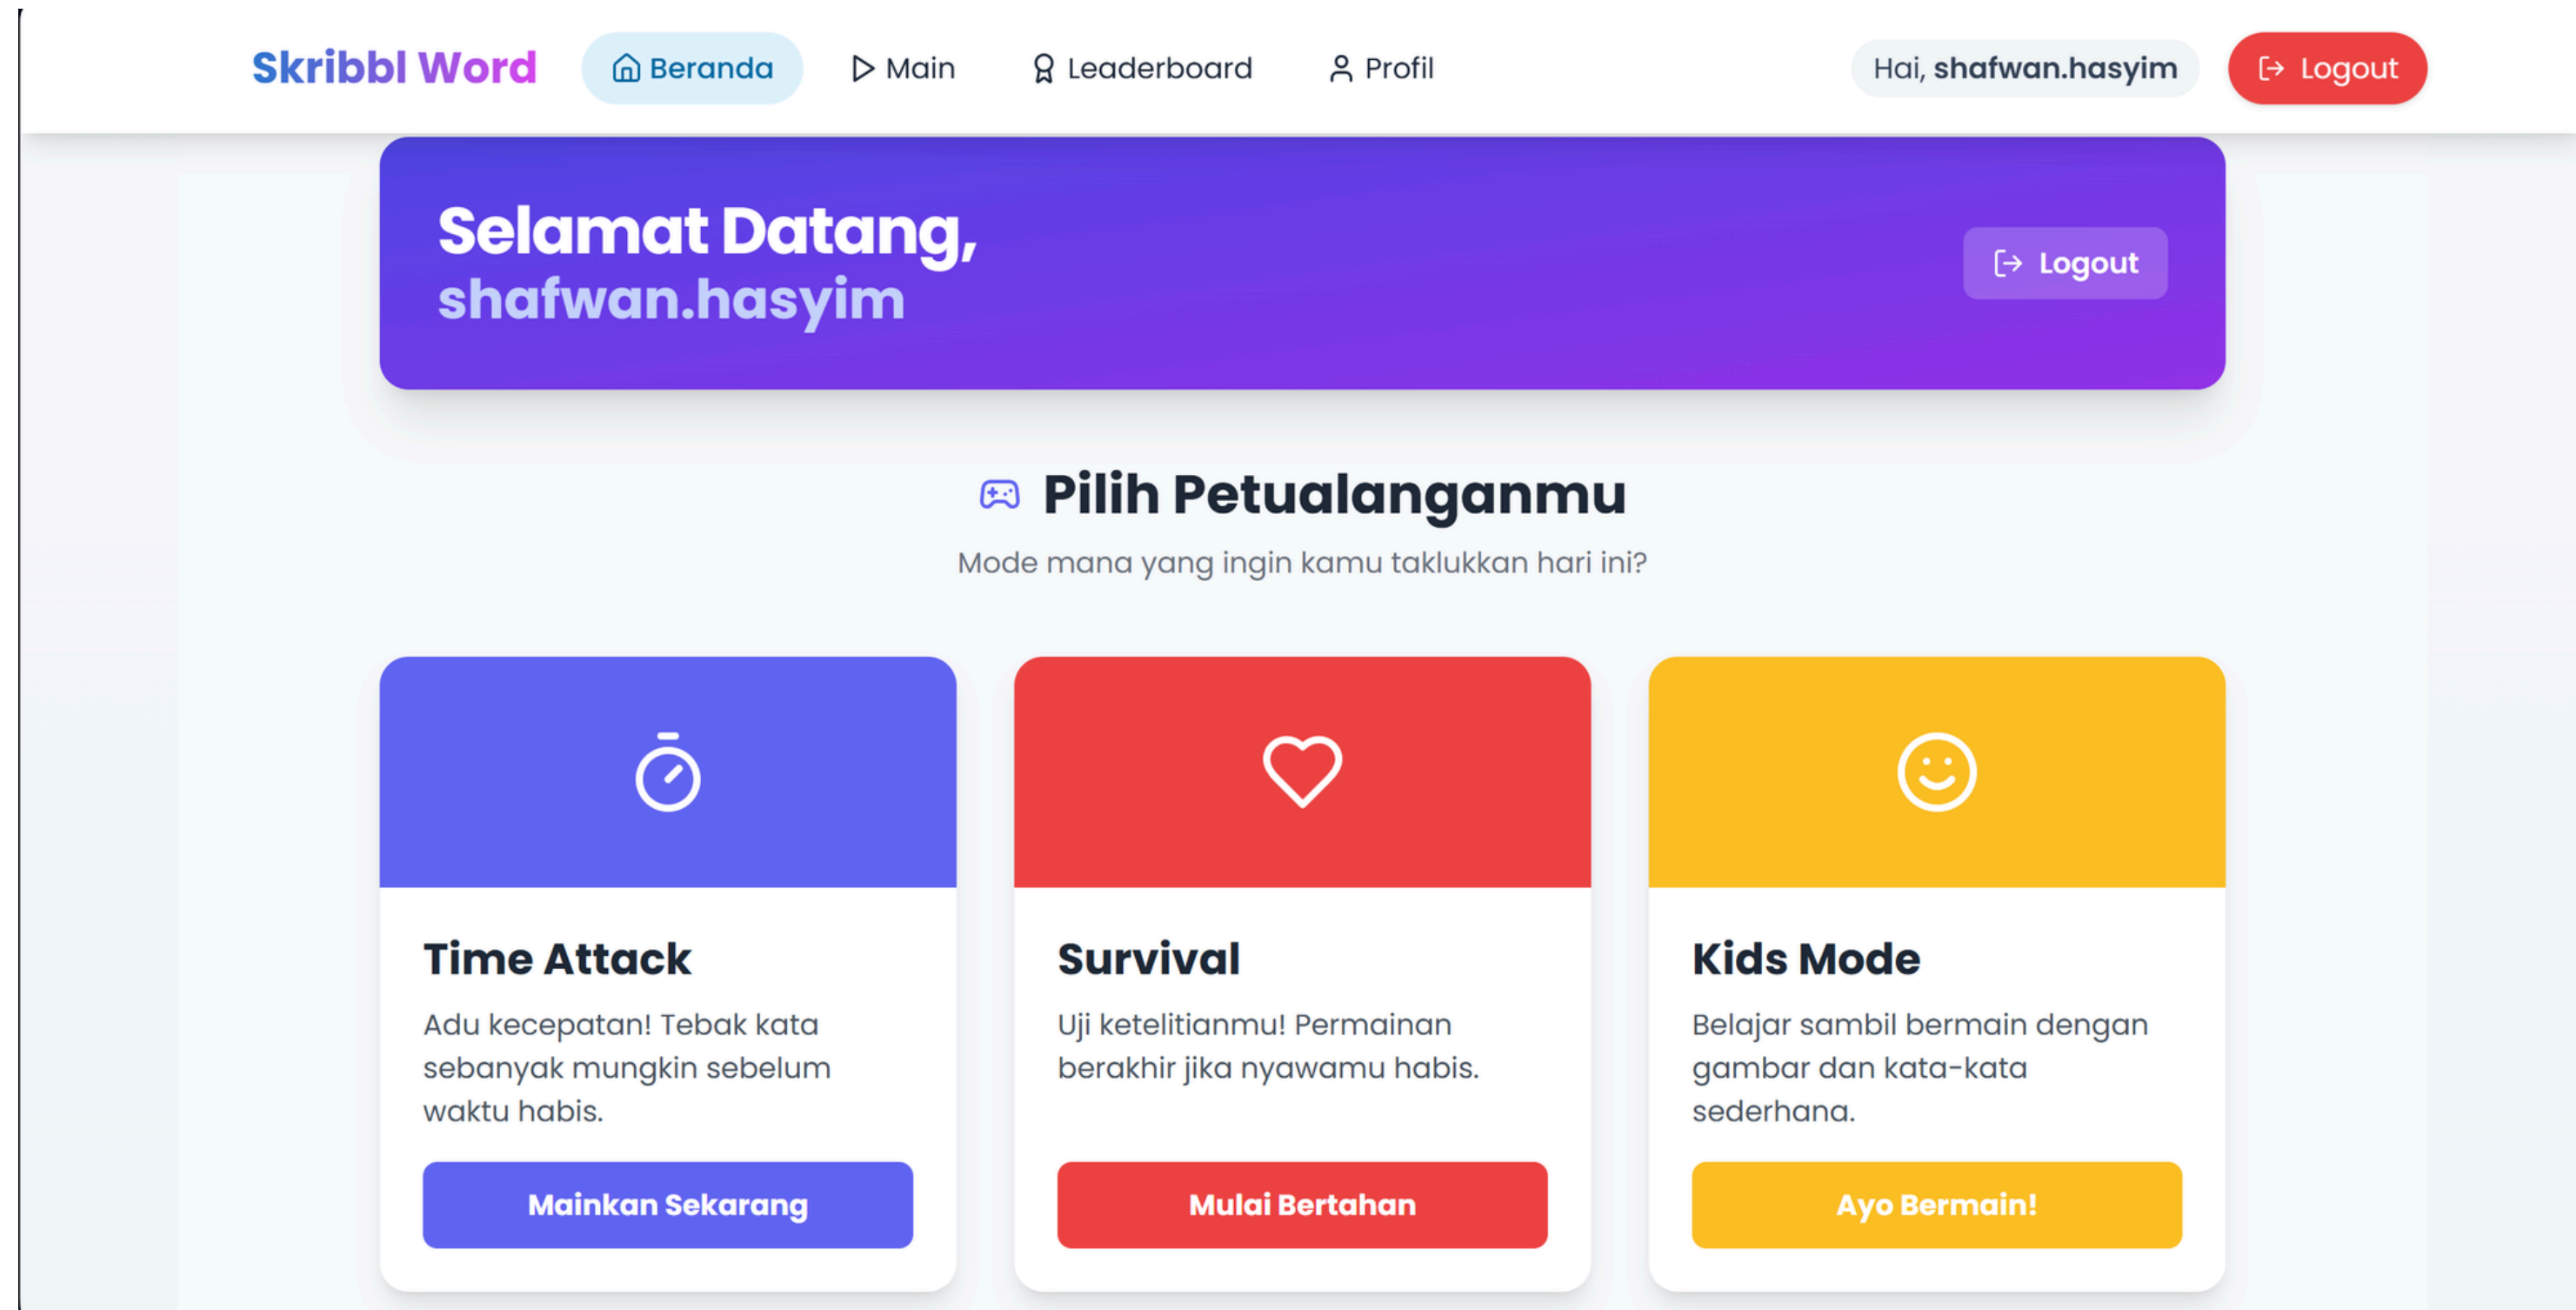 Skribbl Word
Beranda
Main
Leaderboard
Profil
Hai, shafwan.hasyim
Logout
Selamat Datang,
shafwan.hasyim
Logout
Pilih Petualanganmu
Mode mana yang ingin kamu taklukkan hari ini?
Time Attack
Adu kecepatan! Tebak kata
sebanyak mungkin sebelum
waktu habis.
Mainkan Sekarang
Survival
Uji ketelitianmu! Permainan
berakhir jika nyawamu habis.
Mulai Bertahan
Kids Mode
Belajar sambil bermain dengan
gambar dan kata-kata
sederhana.
Ayo Bermain!